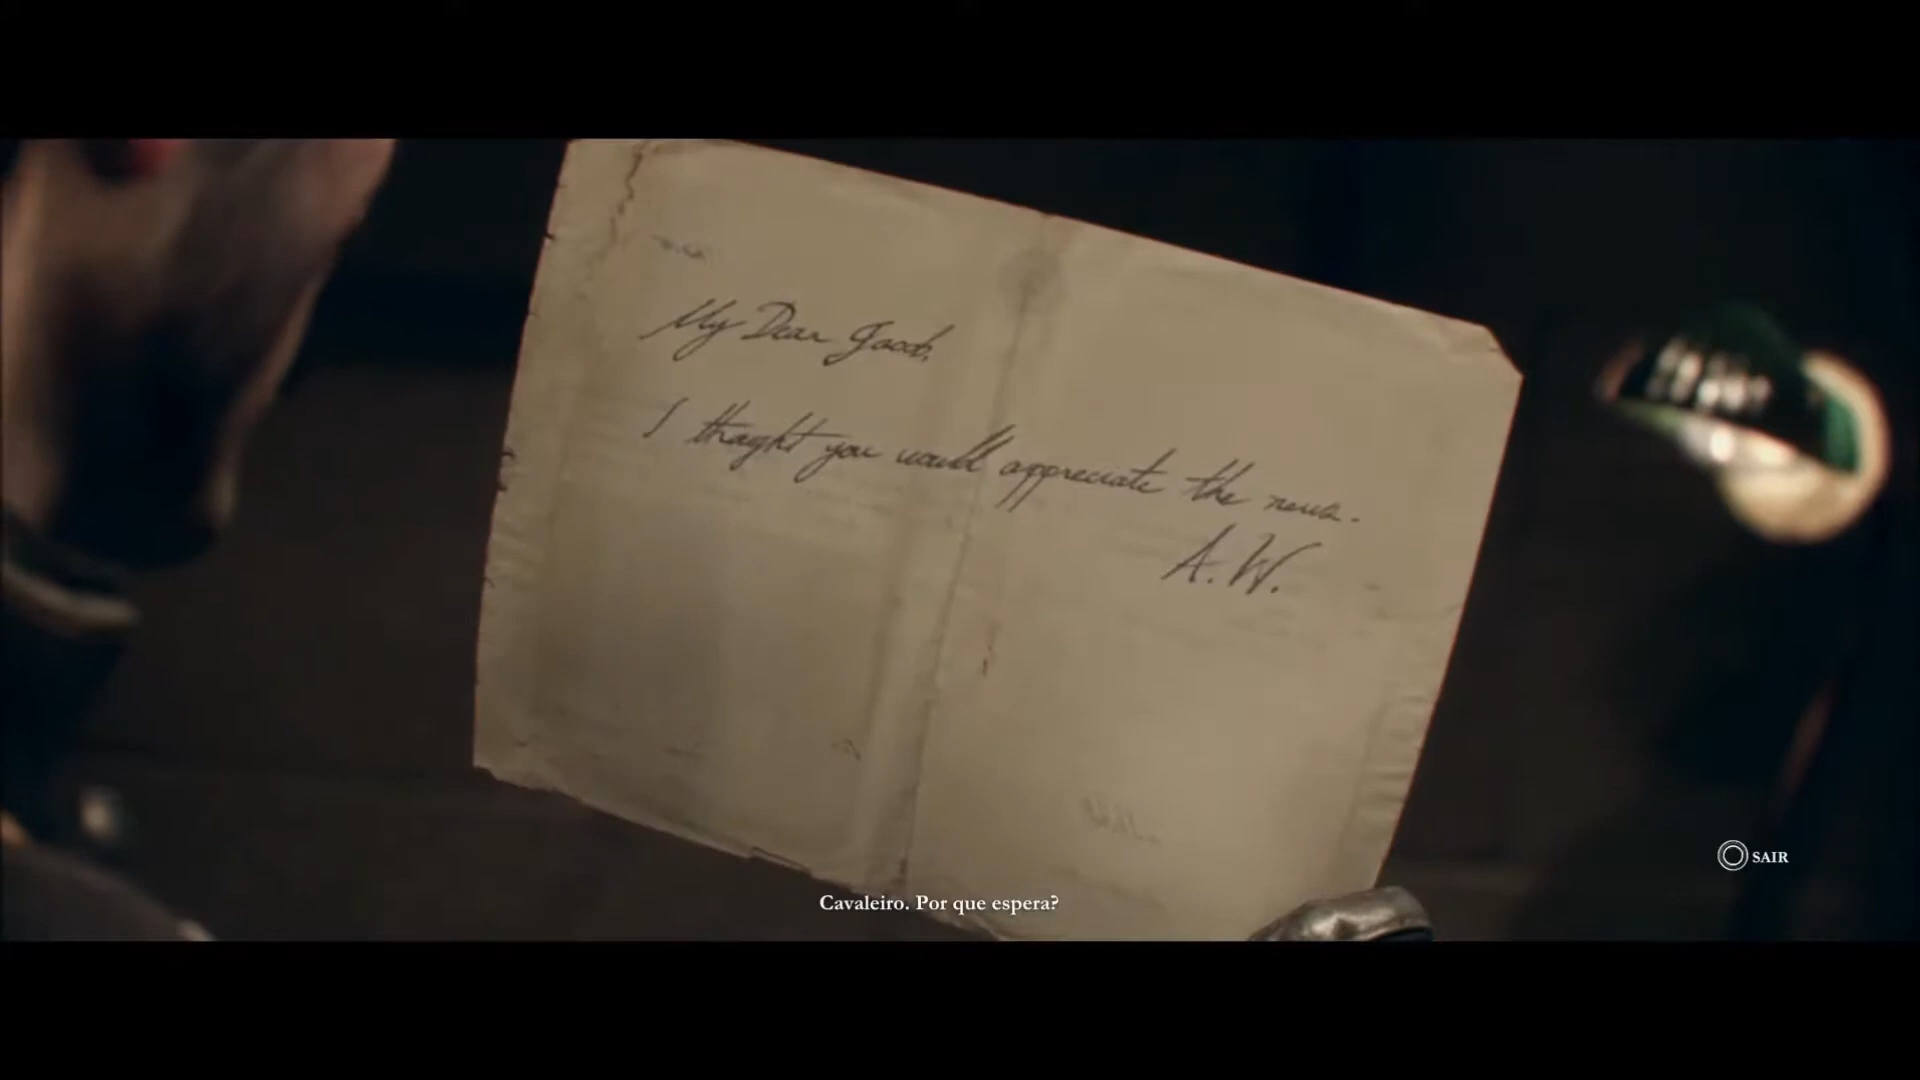 My Dear Jacob,
I thought you would appreciate the news.
A.W.
SAIR
Cavaleiro. Por que espera?